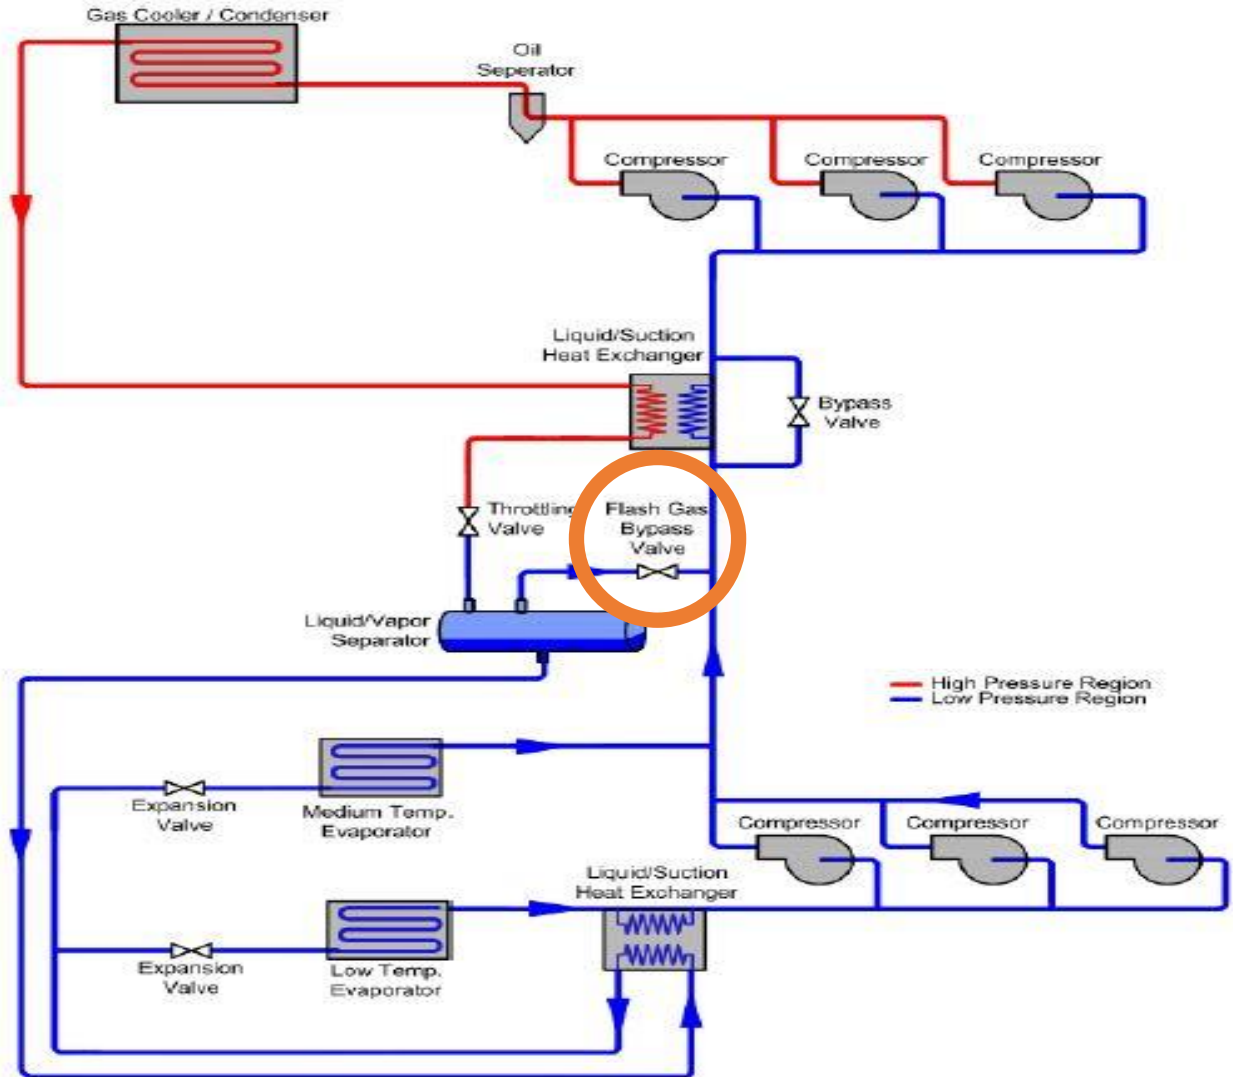 Gas Cooler / Condenser
Oil
Seperator
Compressor
Compressor
Compressor
Liquid/Suction
Heat Exchanger
Bypass
Valve
Throttling
Valve
Flash Gas
Bypass
Valve
Liquid/Vapor
Separator
High Pressure Region
Low Pressure Region
Expansion
Valve
Medium Temp.
Evaporator
Compressor
Compressor
Compressor
Liquid/Suction
Heat Exchanger
Expansion
Valve
Low Temp.
Evaporator